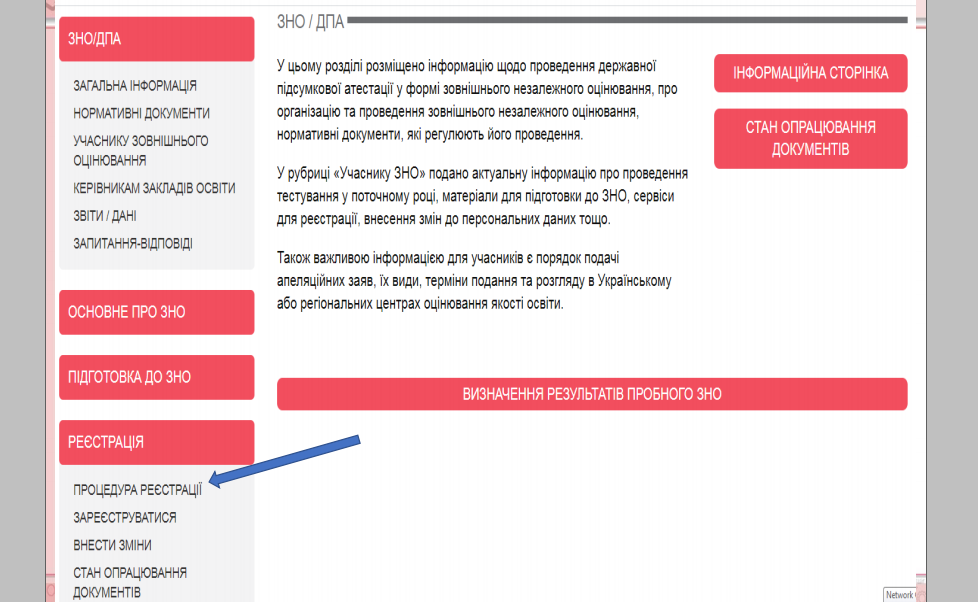 ЗНО/ДПА
ЗАГАЛЬНА ІНФОРМАЦІЯ
НОРМАТИВНІ ДОКУМЕНТИ
УЧАСНИКУ ЗОВНІШНЬОГО
ОЦІНЮВАННЯ
КЕРІВНИКАМ ЗАКЛАДІВ ОСВІТИ
ЗВІТИ / ДАНІ
ЗАПИТАННЯ-ВІДПОВІДІ
ОСНОВНЕ ПРО ЗНО
ПІДГОТОВКА ДО ЗНО
РЕЄСТРАЦІЯ
ПРОЦЕДУРА РЕЄСТРАЦІЇ
ЗАРЕЄСТРУВАТИСЯ
ВНЕСТИ ЗМІНИ
СТАН ОПРАЦЮВАННЯ
ДОКУМЕНТІВ
ЗНО / ДПА
У цьому розділі розміщено інформацію щодо проведення державної
підсумкової атестації у формі зовнішнього незалежного оцінювання, про
організацію та проведення зовнішнього незалежного оцінювання,
нормативні документи, які регулюють його проведення.
У рубриці «Учаснику ЗНО» подано актуальну інформацію про проведення
тестування у поточному році, матеріали для підготовки до ЗНО, сервіси
для реєстрації, внесення змін до персональних даних тощо.
Також важливою інформацією для учасників є порядок подачі
апеляційних заяв, їх види, терміни подання та розгляду в Українському
або регіональних центрах оцінювання якості освіти.
ІНФОРМАЦІЙНА СТОРІНКА
СТАН ОПРАЦЮВАННЯ
ДОКУМЕНТІВ
ВИЗНАЧЕННЯ РЕЗУЛЬТАТІВ ПРОБНОГО ЗНО
Network